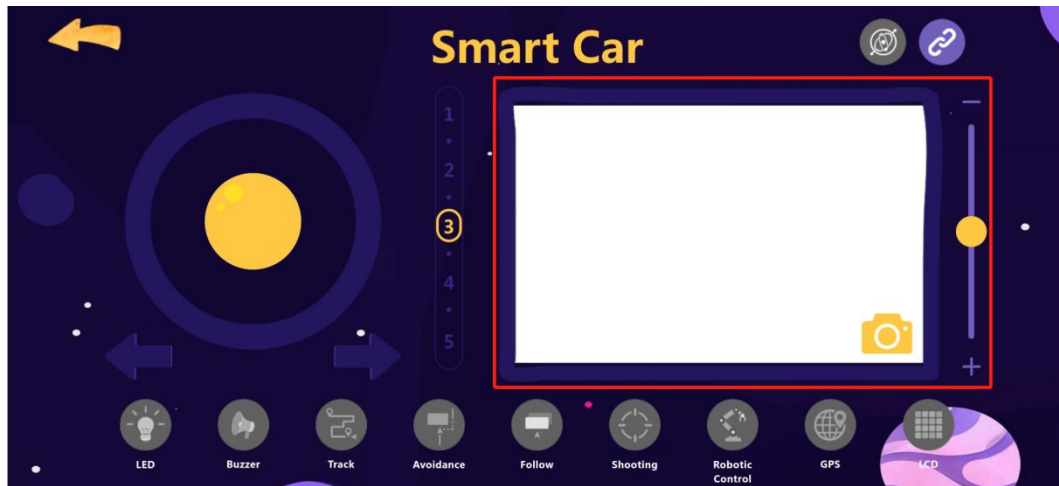 Smart Car
1
2
3
4
5
−
+
LED
Buzzer
Track
Avoidance
Follow
Shooting
Robotic
Control
GPS
LCD